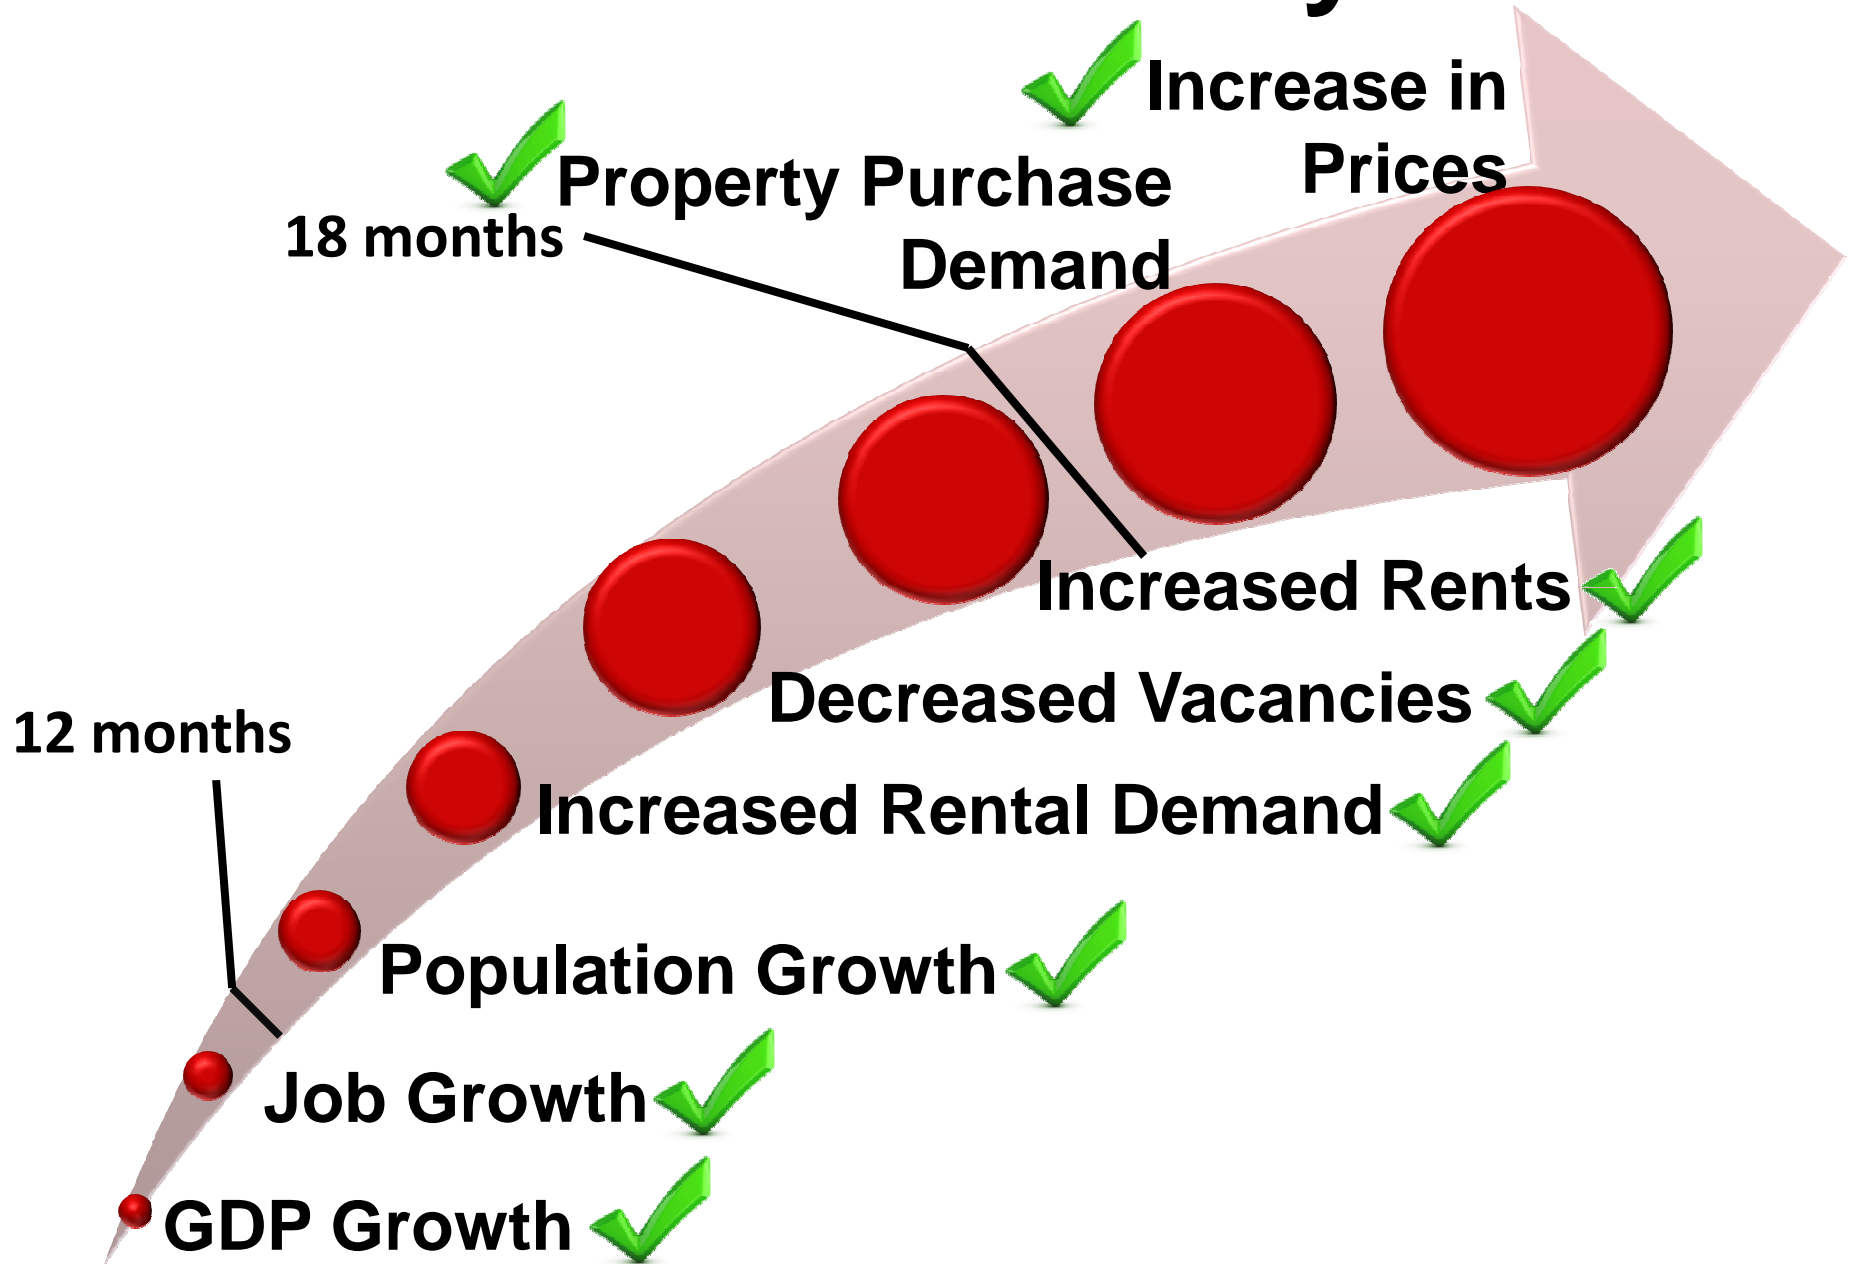 Increase in
Prices
Property Purchase
Demand
18 months
Increased Rents
Decreased Vacancies
12 months
Increased Rental Demand
Population Growth
Job Growth
GDP Growth